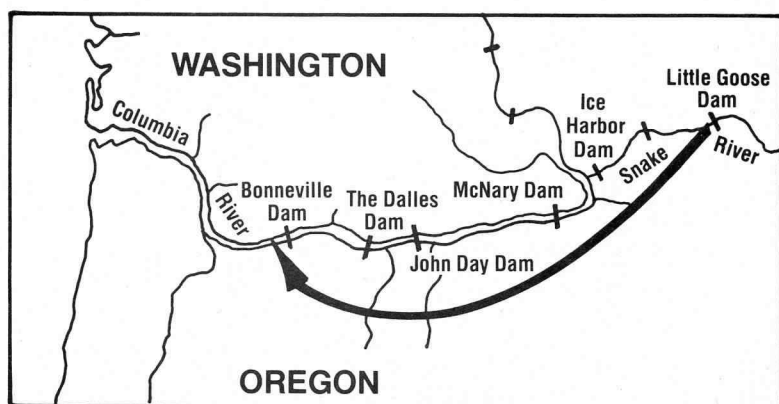 WASHINGTON
Little Goose
Dam
Columbia
River
Ice
Harbor
Dam
Snake
River
Bonneville
Dam
The Dalles
Dam
McNary Dam
John Day Dam
OREGON